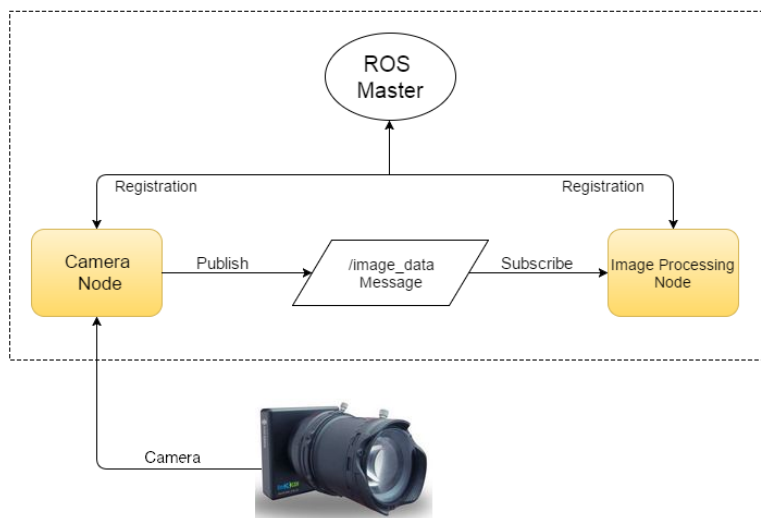 ROS
Master
Registration
Registration
Camera
Node
Publish
/image_data
Message
Subscribe
Image Processing
Node
Camera